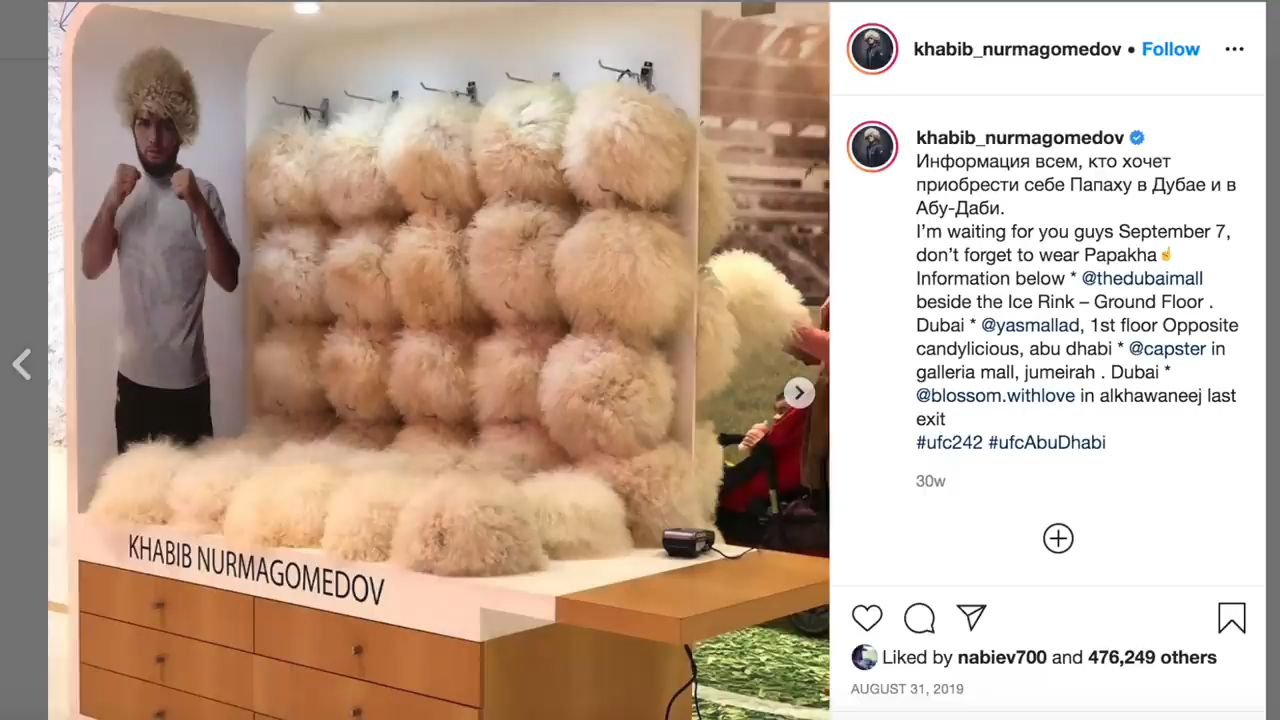 khabib_nurmagomedov • Follow
khabib_nurmagomedov
Информация всем, кто хочет
приобрести себе Папаху в Дубае и в
Абу-Даби.
I’m waiting for you guys September 7,
don’t forget to wear Papakha☝
Information below * @thedubaimall
beside the Ice Rink – Ground Floor .
Dubai * @yasmallad, 1st floor Opposite
candylicious, abu dhabi * @capster in
galleria mall, jumeirah . Dubai *
@blossom.withlove in alkhawaneej last
exit
#ufc242 #ufcAbuDhabi
30w
Liked by nabiev700 and 476,249 others
AUGUST 31, 2019
KHABIB NURMAGOMEDOV